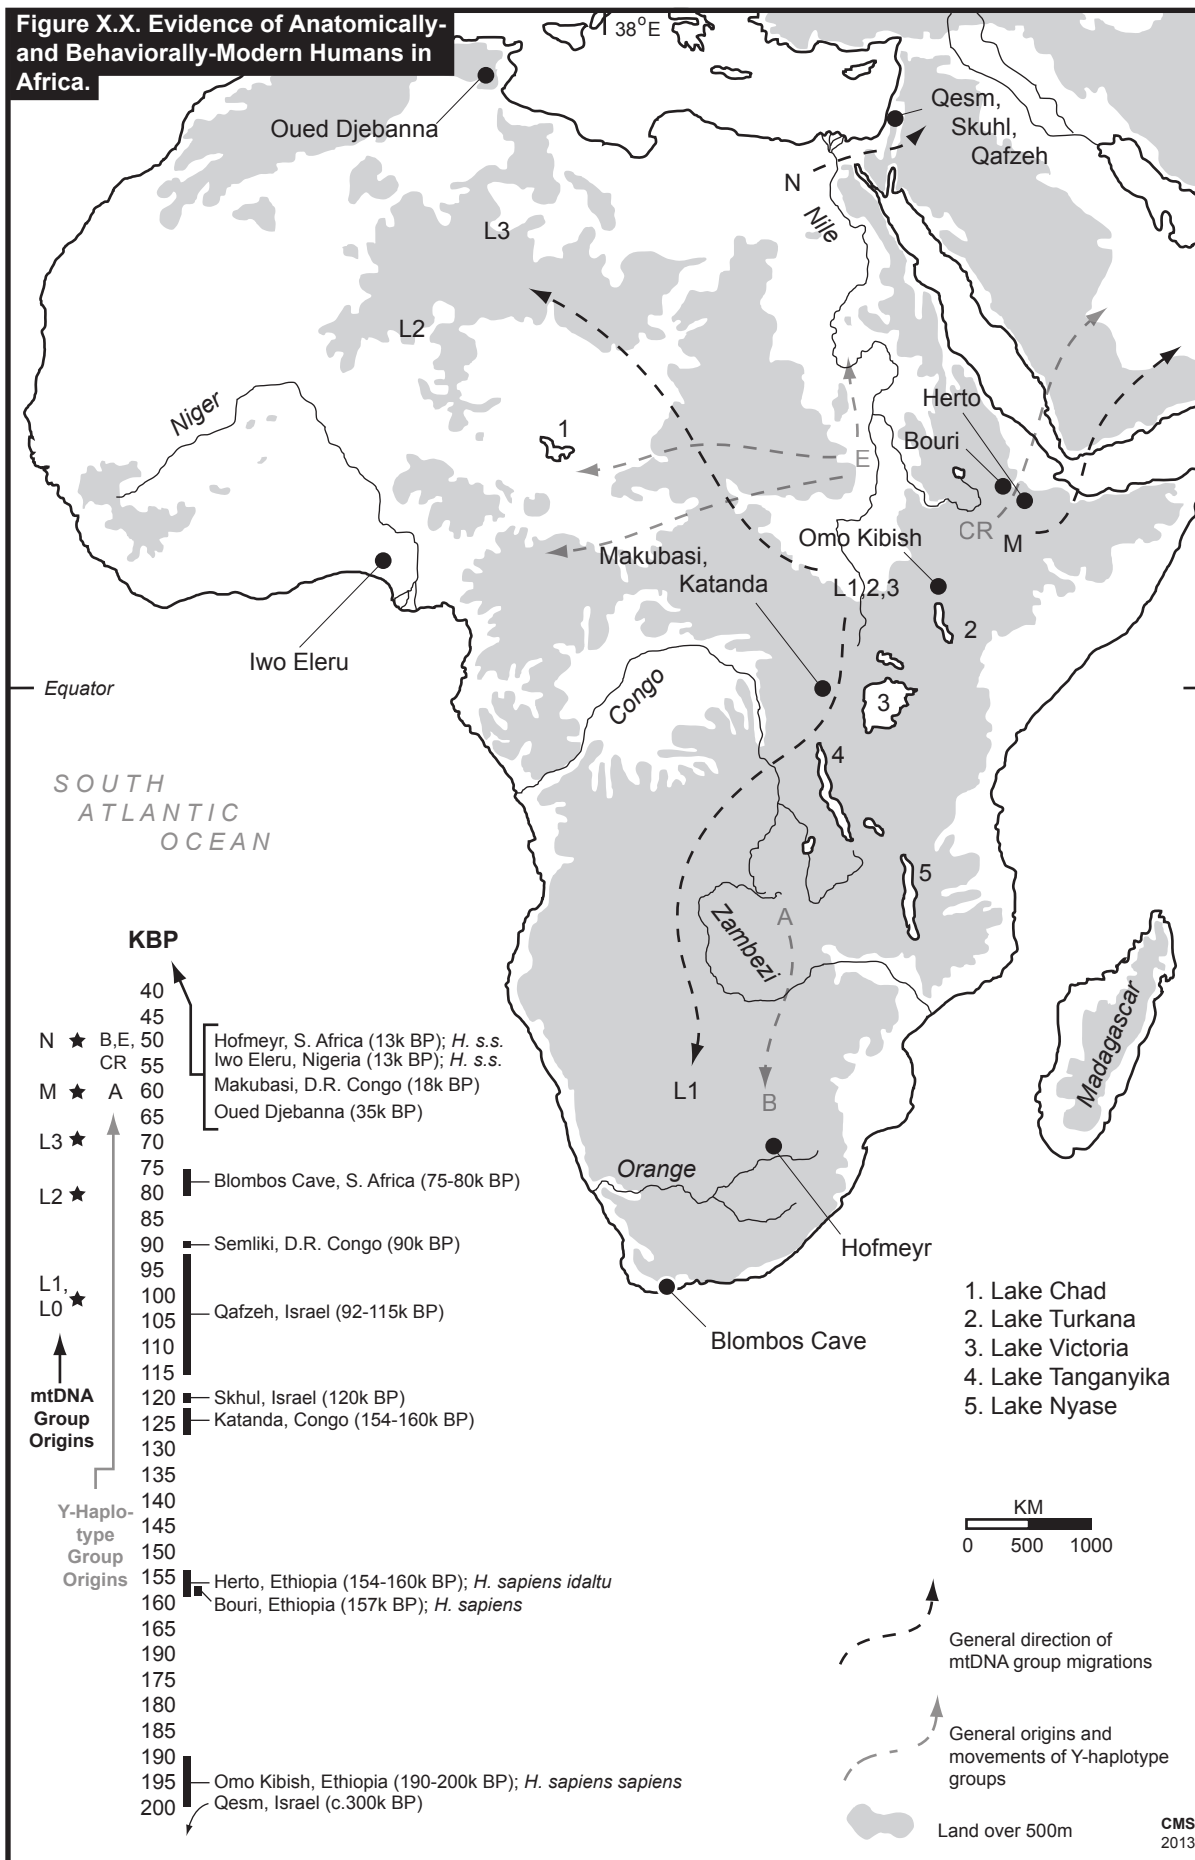 Figure X.X. Evidence of Anatomically-
and Behaviorally-Modern Humans in
Africa.
38°E
Oued Djebanna
Qesm,
Skuhl,
Qafzeh
N
Nile
L3
L2
Niger
1
Herto
Bouri
E
CR
M
Omo Kibish
Makubasi,
Katanda
L1,2,3
2
Iwo Eleru
Equator
Congo
3
4
SOUTH
ATLANTIC
OCEAN
5
A
Zambezi
Madagascar
L1
B
Orange
Hofmeyr
Blombos Cave
KBP
40
45
50
55
60
65
70
75
80
85
90
95
100
105
110
115
120
125
130
135
140
145
150
155
160
165
190
175
180
185
190
195
200
N
B,E,
CR
M
A
L3
L2
L1,
L0
mtDNA
Group
Origins
Y-Haplo-
type
Group
Origins
Hofmeyr, S. Africa (13k BP); H. s.s.
Iwo Eleru, Nigeria (13k BP); H. s.s.
Makubasi, D.R. Congo (18k BP)
Oued Djebanna (35k BP)
Blombos Cave, S. Africa (75-80k BP)
Semliki, D.R. Congo (90k BP)
Qafzeh, Israel (92-115k BP)
Skhul, Israel (120k BP)
Katanda, Congo (154-160k BP)
Herto, Ethiopia (154-160k BP); H. sapiens idaltu
Bouri, Ethiopia (157k BP); H. sapiens
Omo Kibish, Ethiopia (190-200k BP); H. sapiens sapiens
Qesm, Israel (c.300k BP)
1. Lake Chad
2. Lake Turkana
3. Lake Victoria
4. Lake Tanganyika
5. Lake Nyase
KM
0 500 1000
General direction of
mtDNA group migrations
General origins and
movements of Y-haplotype
groups
Land over 500m
CMS
2013